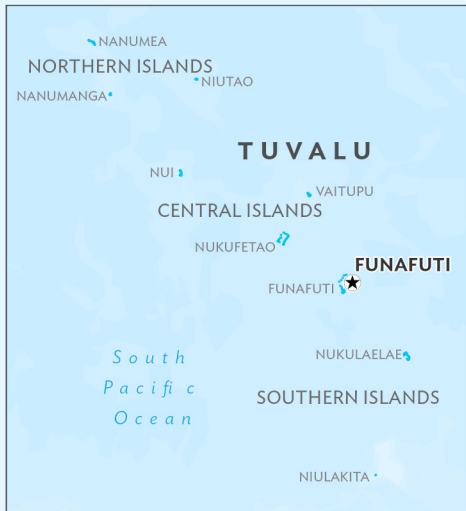 NANUMEA
NORTHERN ISLANDS
NIUTAO
NANUMANGA
TUVALU
NUI
VAITUPU
CENTRAL ISLANDS
NUKUFETAO
FUNAFUTI
FUNAFUTI
NUKULAELAE
South
Pacific
Ocean
SOUTHERN ISLANDS
NIULAKITA